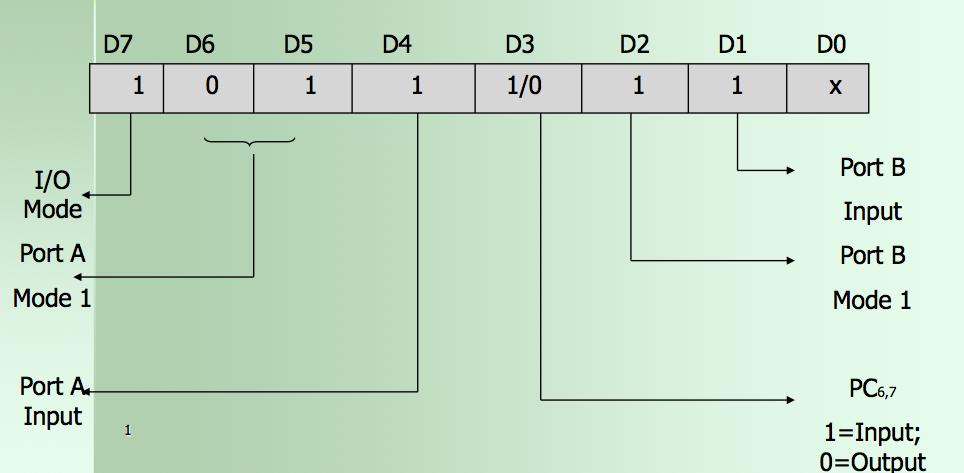 D7 D6 D5 D4 D3 D2 D1 D0
1 0 1 1 1/0 1 1 x
I/O
Mode
Port A
Mode 1
Port A
Input
1
Port B
Input
Port B
Mode 1
PC6,7
1=Input;
0=Output